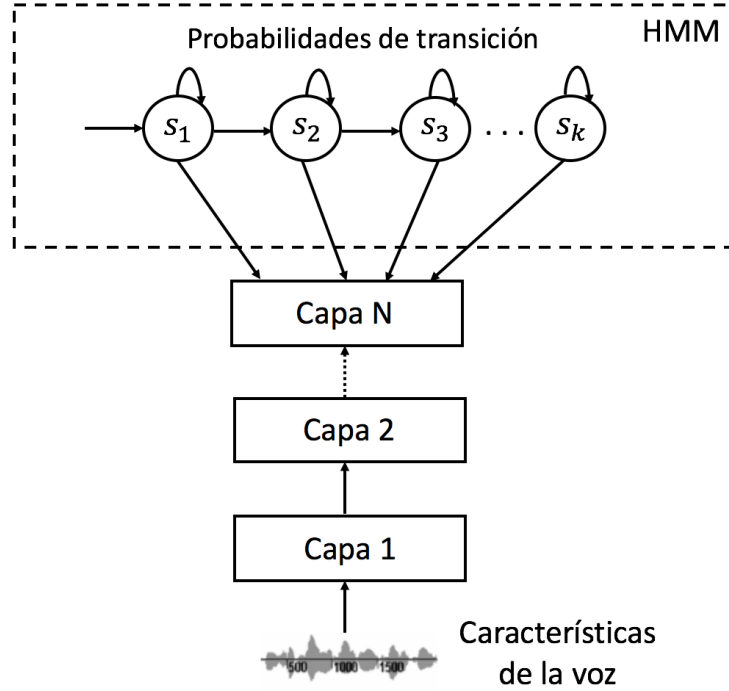 HMM
Probabilidades de transición
s₁ s₂ s₃ . . . sₖ
Capa N
Capa 2
Capa 1
500 1000 1500
Características
de la voz